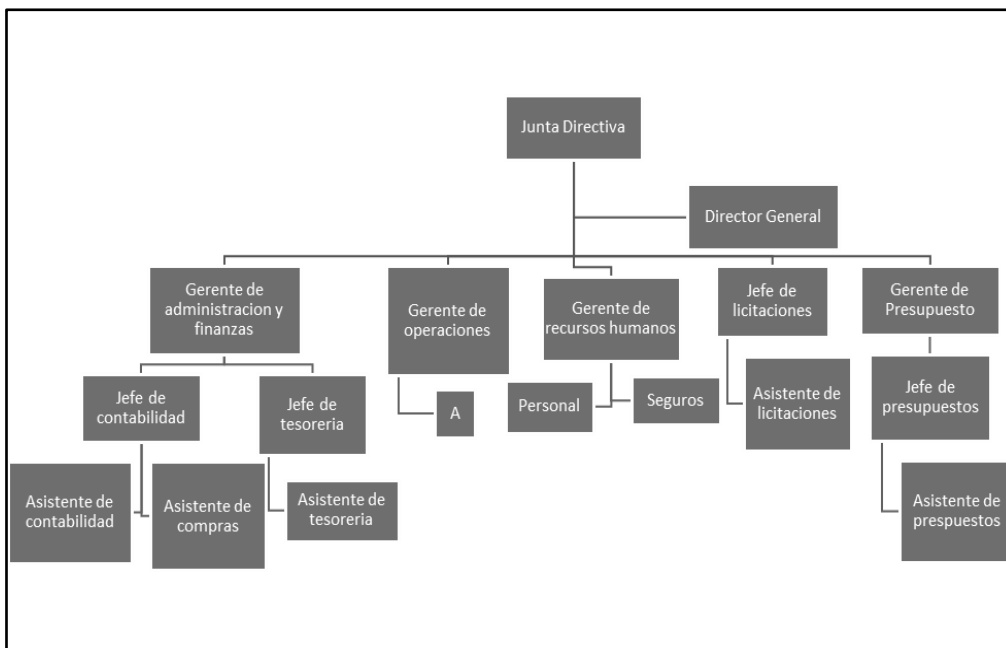 Junta Directiva
Director General
Gerente de
administracion y
finanzas
Gerente de
operaciones
Gerente de
recursos humanos
Jefe de
licitaciones
Gerente de
Presupuesto
Jefe de
contabilidad
Jefe de
tesoreria
A
Personal
Seguros
Asistente de
licitaciones
Jefe de
presupuestos
Asistente de
contabilidad
Asistente de
compras
Asistente de
tesoreria
Asistente de
prespuestos